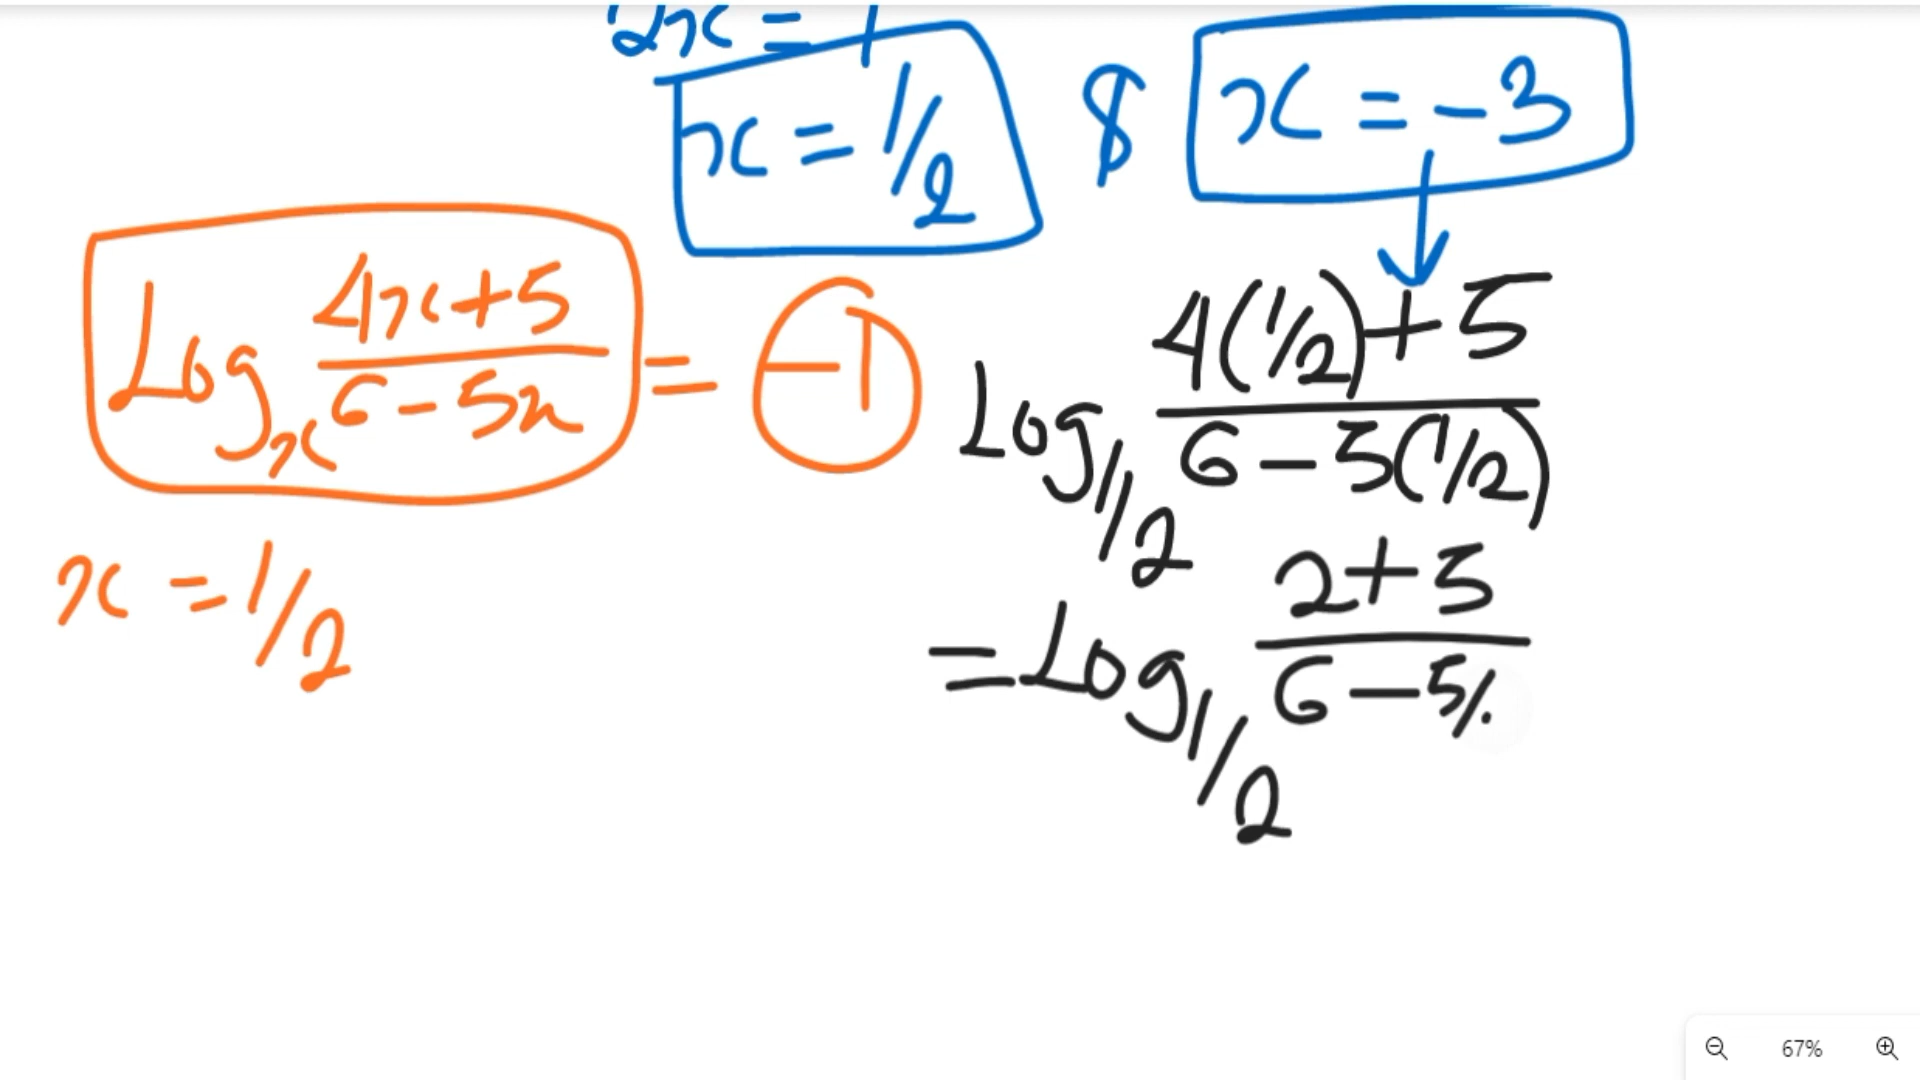 2x = 1
x = 1/2 & x = -3
Log_x (4x+5)/(6-5x) = -1
Log_1/2 (4(1/2)+5)/(6-5(1/2))
x = 1/2
= Log_1/2 (2+5)/(6-5/
67%